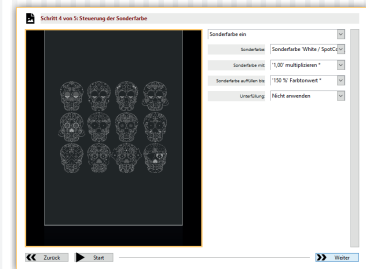 Schritt 4 von 5: Steuerung der Sonderfarbe
Sonderfarbe ein
Sonderfarbe: Sonderfarbe 'White / SpotCo
Sonderfarbe mit: '1,00' multiplizieren *
Sonderfarbe auffüllen bis: '150 %' Farbtonwert *
Unterfüllung: Nicht anwenden
Zurück Start Weiter